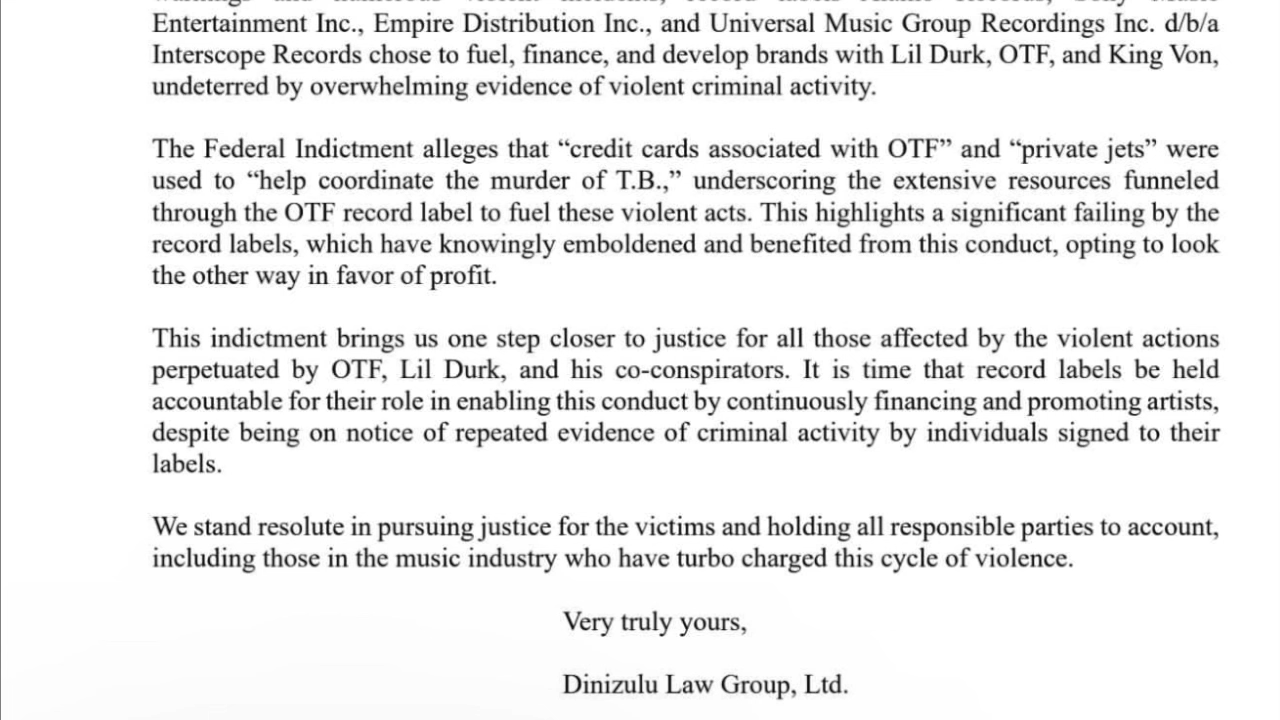 Entertainment Inc., Empire Distribution Inc., and Universal Music Group Recordings Inc. d/b/a
Interscope Records chose to fuel, finance, and develop brands with Lil Durk, OTF, and King Von,
undeterred by overwhelming evidence of violent criminal activity.
The Federal Indictment alleges that “credit cards associated with OTF” and “private jets” were
used to “help coordinate the murder of T.B.,” underscoring the extensive resources funneled
through the OTF record label to fuel these violent acts. This highlights a significant failing by the
record labels, which have knowingly emboldened and benefited from this conduct, opting to look
the other way in favor of profit.
This indictment brings us one step closer to justice for all those affected by the violent actions
perpetuated by OTF, Lil Durk, and his co-conspirators. It is time that record labels be held
accountable for their role in enabling this conduct by continuously financing and promoting artists,
despite being on notice of repeated evidence of criminal activity by individuals signed to their
labels.
We stand resolute in pursuing justice for the victims and holding all responsible parties to account,
including those in the music industry who have turbo charged this cycle of violence.
Very truly yours,
Dinizulu Law Group, Ltd.